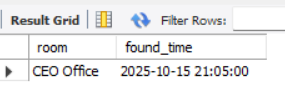 Result Grid Filter Rows:
room found_time
CEO Office 2025-10-15 21:05:00